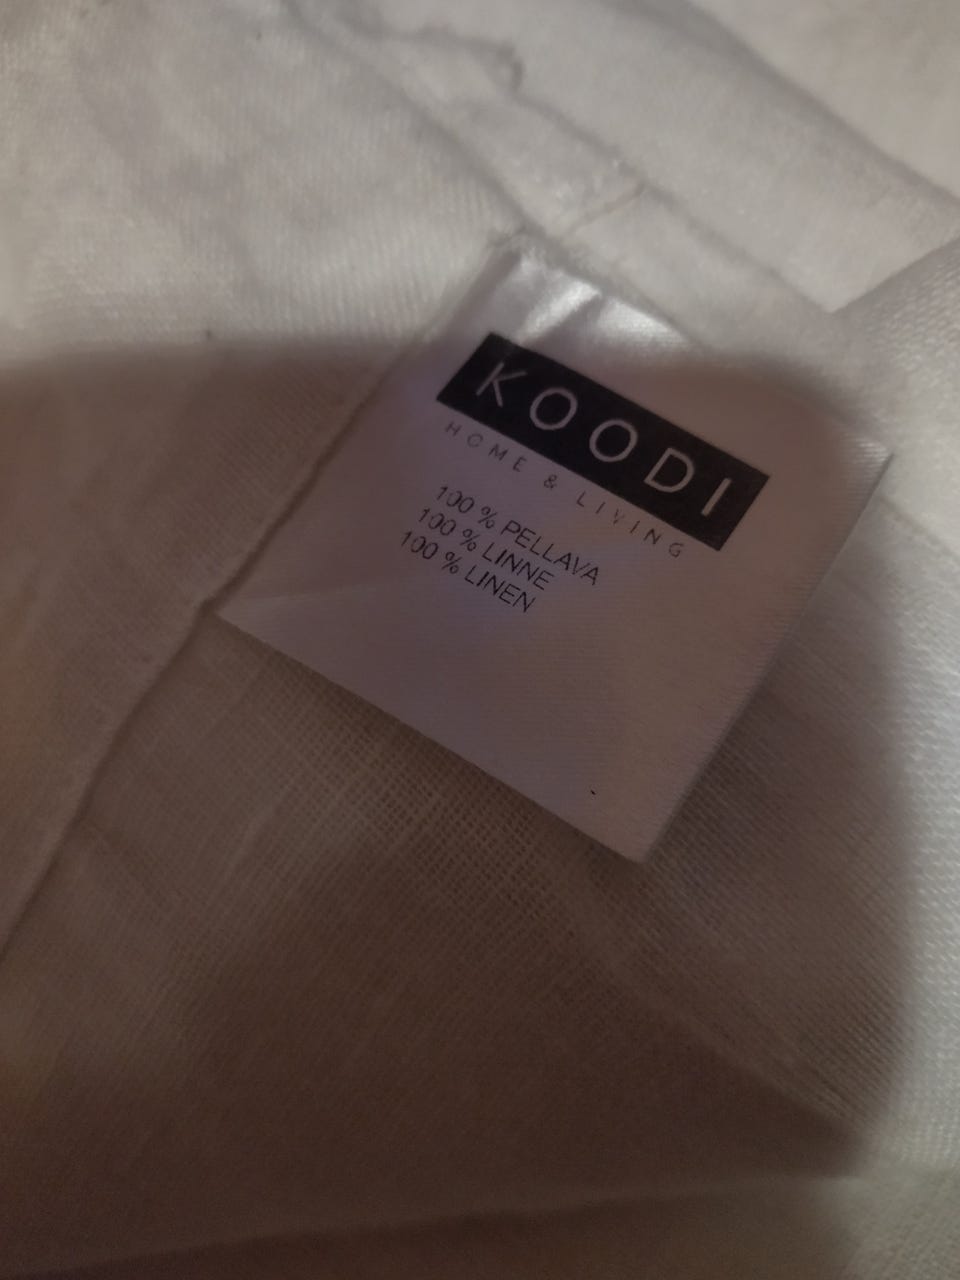 KOODI
HOME & LIVING
100 % PELLAVA
100 % LINNE
100 % LINEN